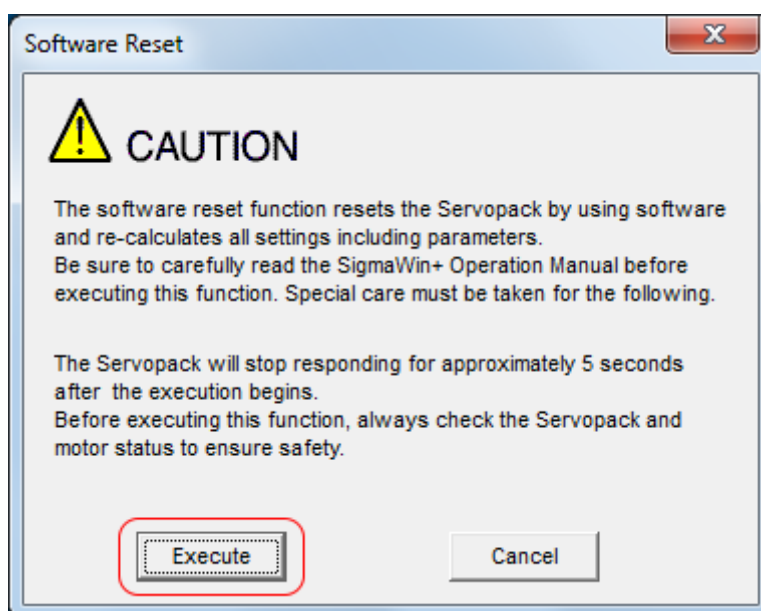 Software Reset
CAUTION
The software reset function resets the Servopack by using software
and re-calculates all settings including parameters.
Be sure to carefully read the SigmaWin+ Operation Manual before
executing this function. Special care must be taken for the following.
The Servopack will stop responding for approximately 5 seconds
after  the execution begins.
Before executing this function, always check the Servopack and
motor status to ensure safety.
Execute
Cancel